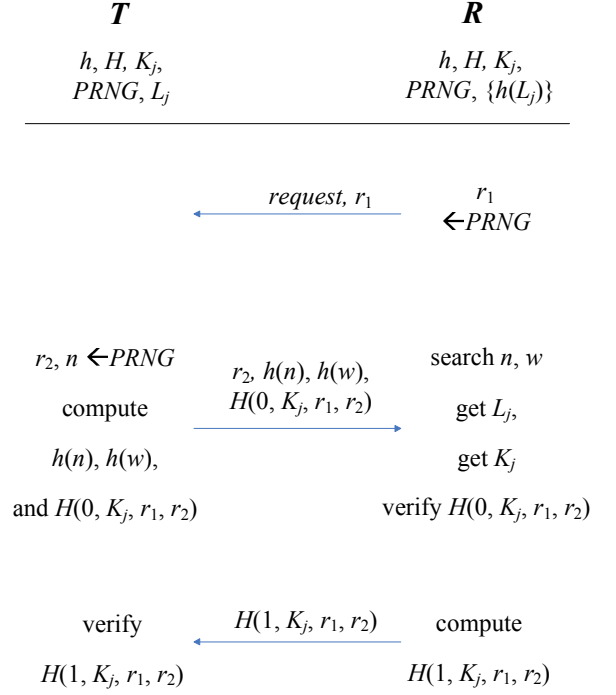 T R
h, H, K_j, h, H, K_j,
PRNG, L_j PRNG, {h(L_j)}
request, r_1 r_1
←PRNG
r_2, n ←PRNG
compute
h(n), h(w),
and H(0, K_j, r_1, r_2)
r_2, h(n), h(w),
H(0, K_j, r_1, r_2)
search n, w
get L_j,
get K_j
verify H(0, K_j, r_1, r_2)
verify
H(1, K_j, r_1, r_2)
H(1, K_j, r_1, r_2)
compute
H(1, K_j, r_1, r_2)